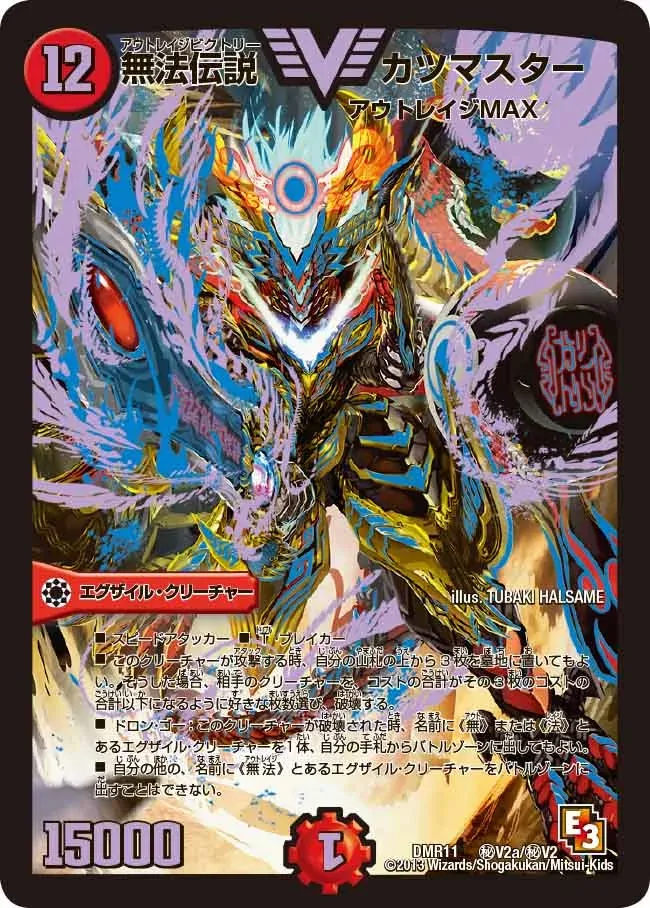 アウトレイジビクトリー
12 無法伝説 カツマスター
アウトレイジMAX
エグザイル・クリーチャー
illus. TUBAKI HALSAME
■ スピードアタッカー ■ T・ブレイカー
■ このクリーチャーが攻撃する時、自分の山札の上から3枚を墓地に置いてもよ
い。そうした場合、相手のクリーチャーを、コストの合計がその3枚のコストの
合計以下になるように好きな枚数選び、破壊する。
■ ドロン・ゴー:このクリーチャーが破壊された時、名前に《無》または《法》と
あるエグザイル・クリーチャーを1体、自分の手札からバトルゾーンに出してもよい。
■ 自分の他の、名前に《無法》とあるエグザイル・クリーチャーをバトルゾーンに
出すことはできない。
15000
1
E3
DMR11 ㊙V2a/㊙V2
©2013 Wizards/Shogakukan/Mitsui-Kids